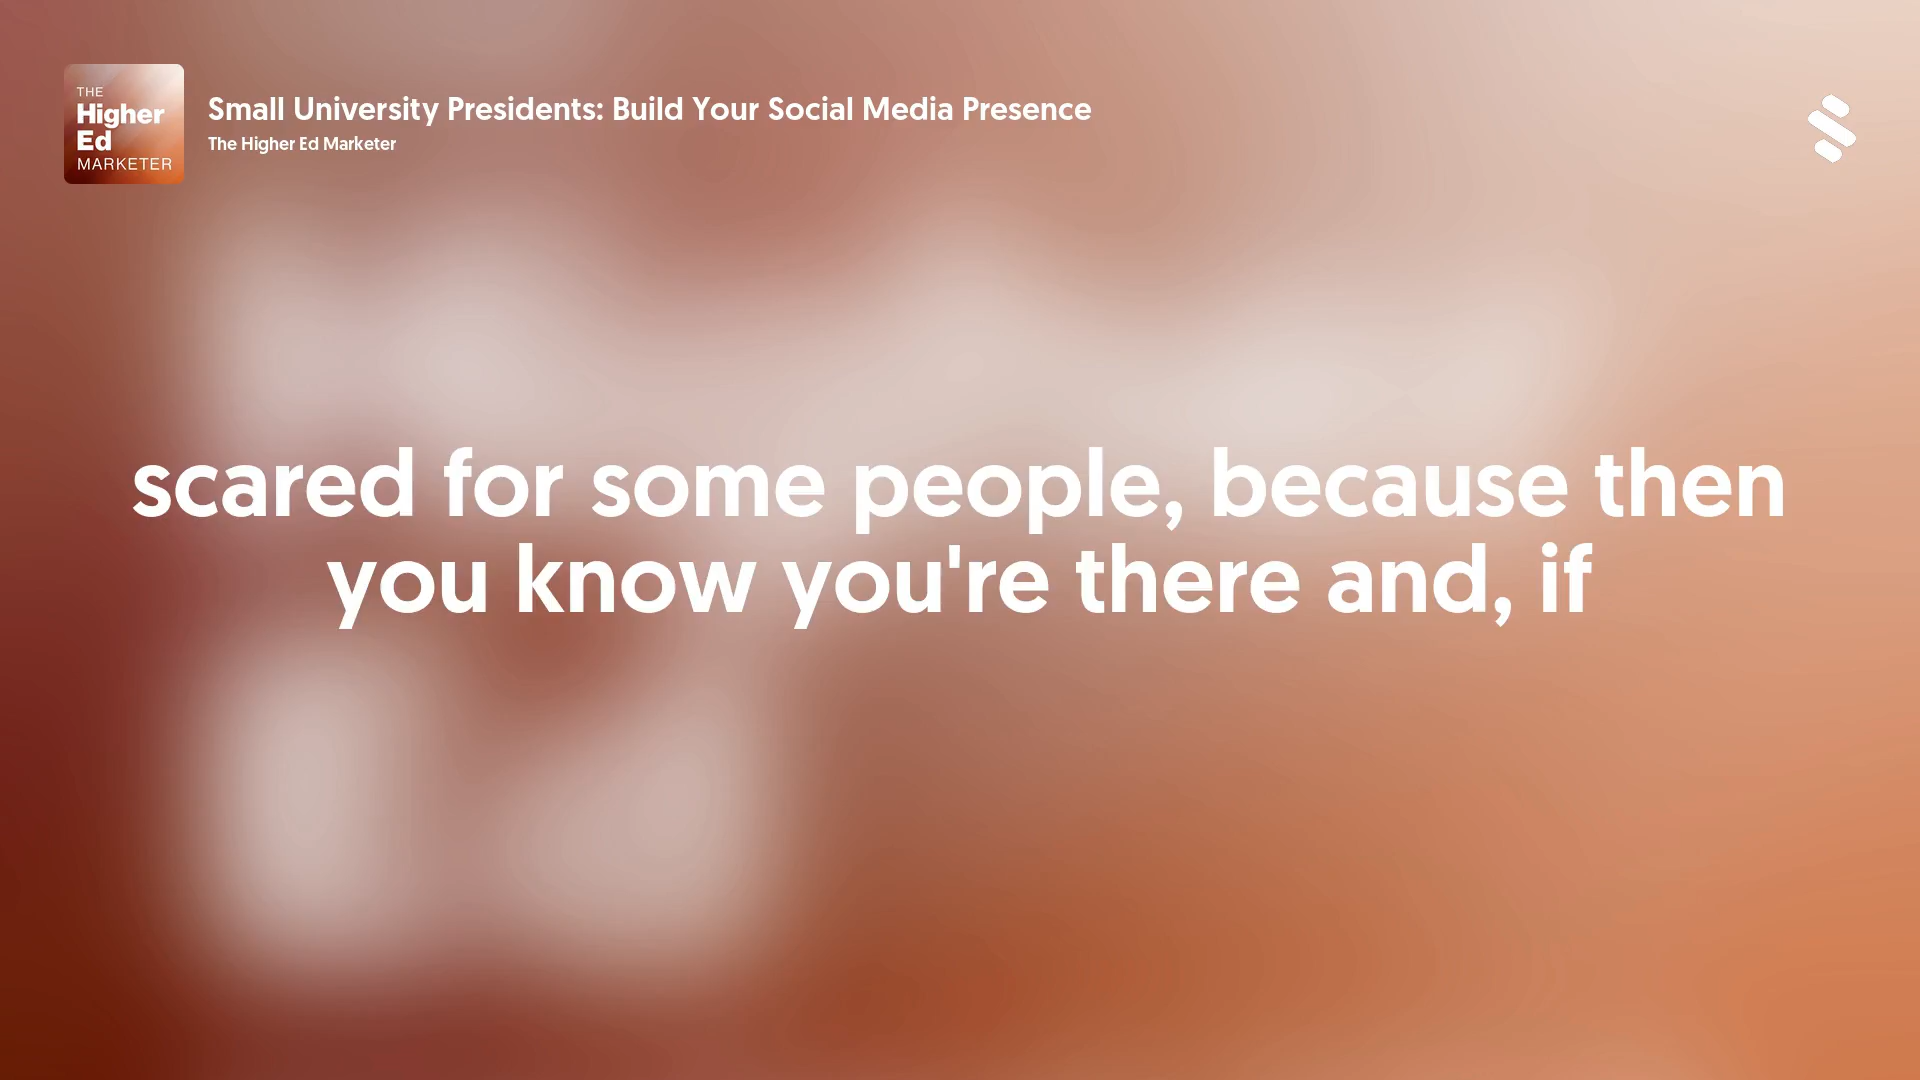 THE
Higher
Ed
MARKETER
Small University Presidents: Build Your Social Media Presence
The Higher Ed Marketer
scared for some people, because then
you know you're there and, if